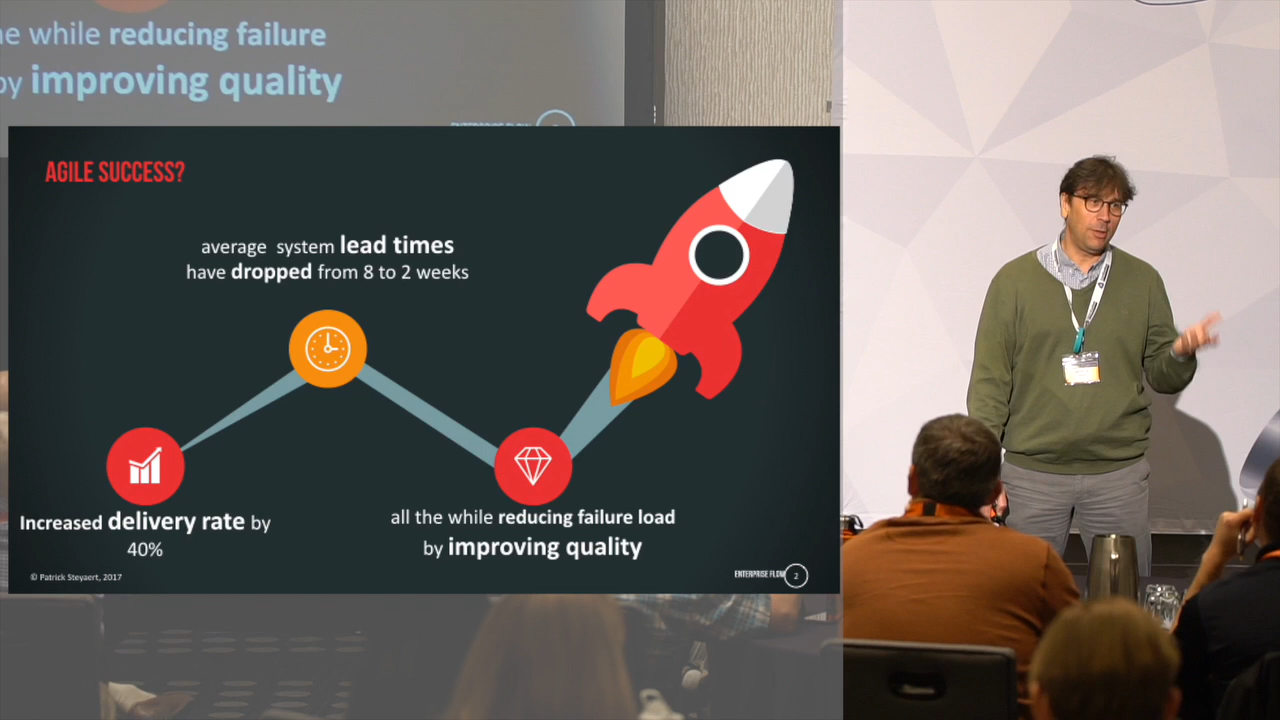 e while reducing failure
by improving quality
AGILE SUCCESS?
average system lead times
have dropped from 8 to 2 weeks
Increased delivery rate by
40%
all the while reducing failure load
by improving quality
© Patrick Steyaert, 2017
ENTERPRISE FLOW
2